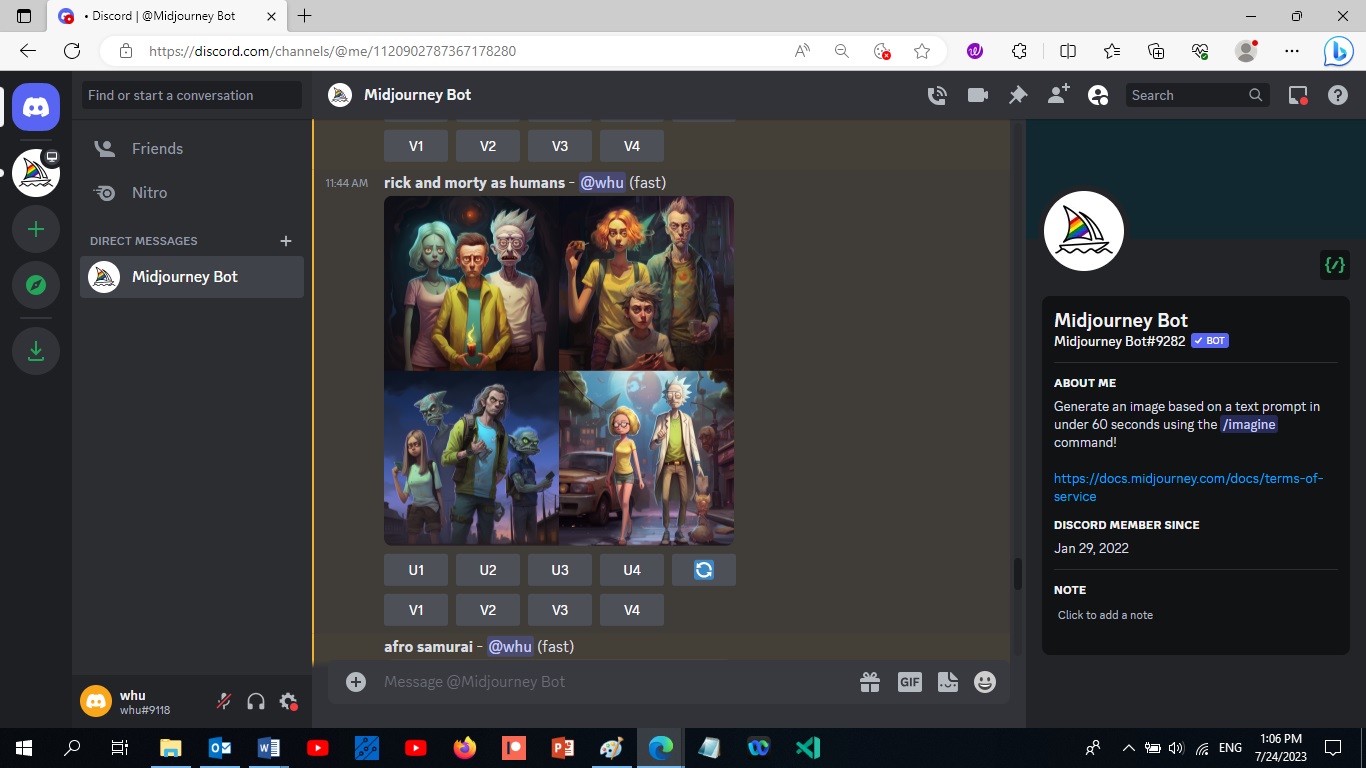 • Discord | @Midjourney Bot
https://discord.com/channels/@me/1120902787367178280
Find or start a conversation
Midjourney Bot
Search
Friends
Nitro
DIRECT MESSAGES
Midjourney Bot
V1 V2 V3 V4
11:44 AM rick and morty as humans - @whu (fast)
U1 U2 U3 U4
V1 V2 V3 V4
afro samurai - @whu (fast)
Message @Midjourney Bot
GIF
Midjourney Bot
Midjourney Bot#9282 ✓ BOT
ABOUT ME
Generate an image based on a text prompt in
under 60 seconds using the /imagine
command!
https://docs.midjourney.com/docs/terms-of-
service
DISCORD MEMBER SINCE
Jan 29, 2022
NOTE
Click to add a note
whu
whu#9118
ENG
1:06 PM
7/24/2023